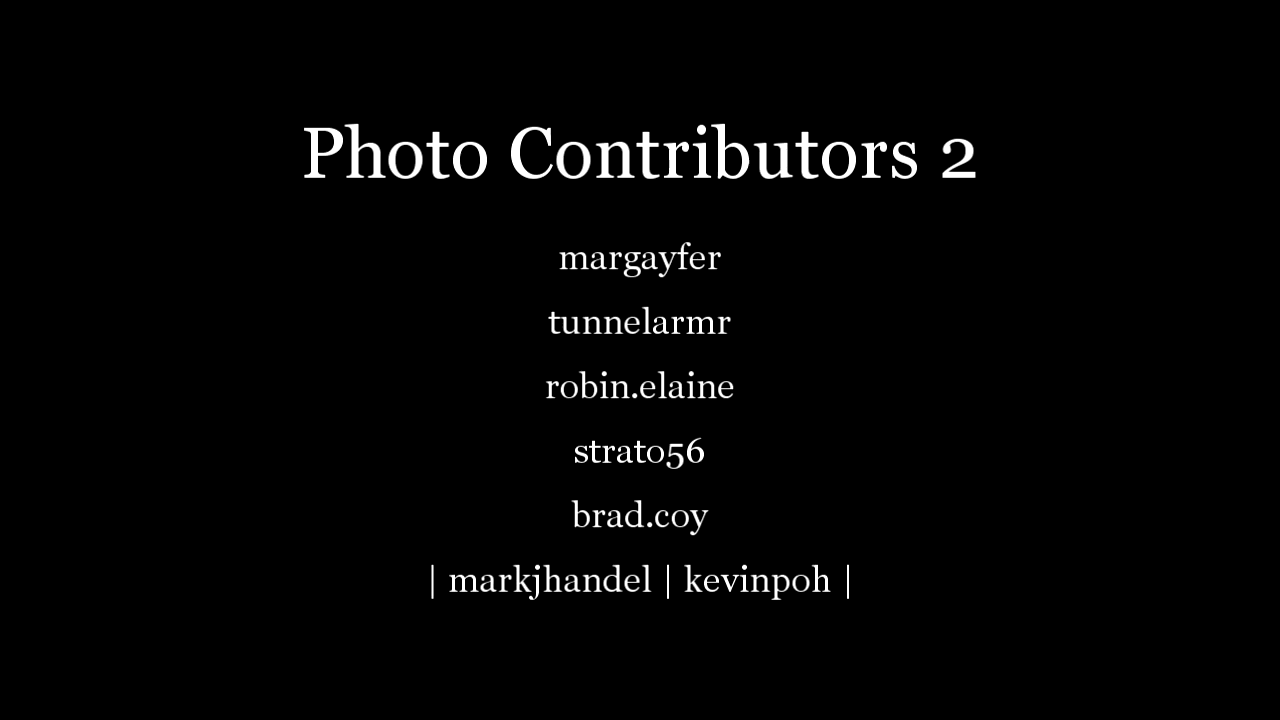 Photo Contributors 2
margayfer
tunnelarmr
robin.elaine
strato56
brad.coy
| markjhandel | kevinpoh |